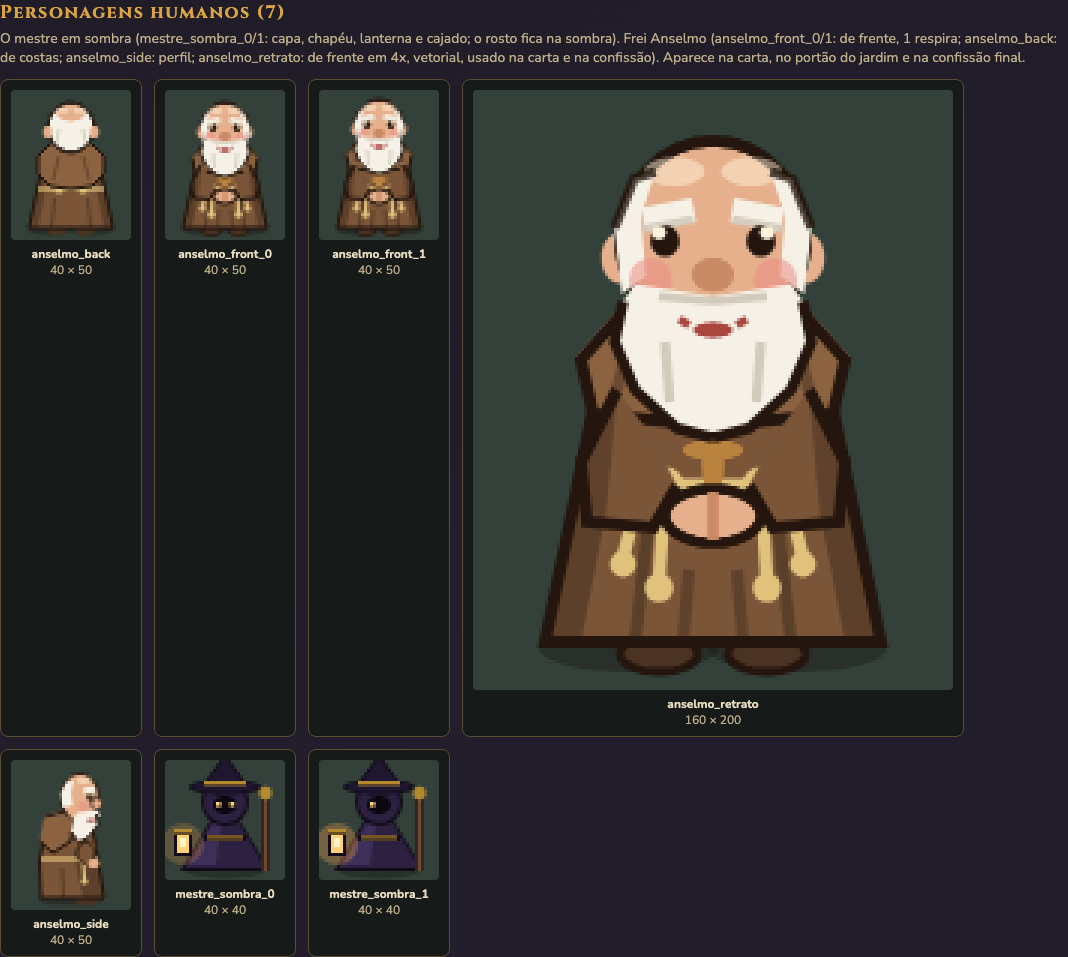 Personagens humanos (7)
O mestre em sombra (mestre_sombra_0/1: capa, chapéu, lanterna e cajado; o rosto fica na sombra). Frei Anselmo (anselmo_front_0/1: de frente, 1 respira; anselmo_back:
de costas; anselmo_side: perfil; anselmo_retrato: de frente em 4x, vetorial, usado na carta e na confissão). Aparece na carta, no portão do jardim e na confissão final.
anselmo_back
40 × 50
anselmo_front_0
40 × 50
anselmo_front_1
40 × 50
anselmo_retrato
160 × 200
anselmo_side
40 × 50
mestre_sombra_0
40 × 40
mestre_sombra_1
40 × 40